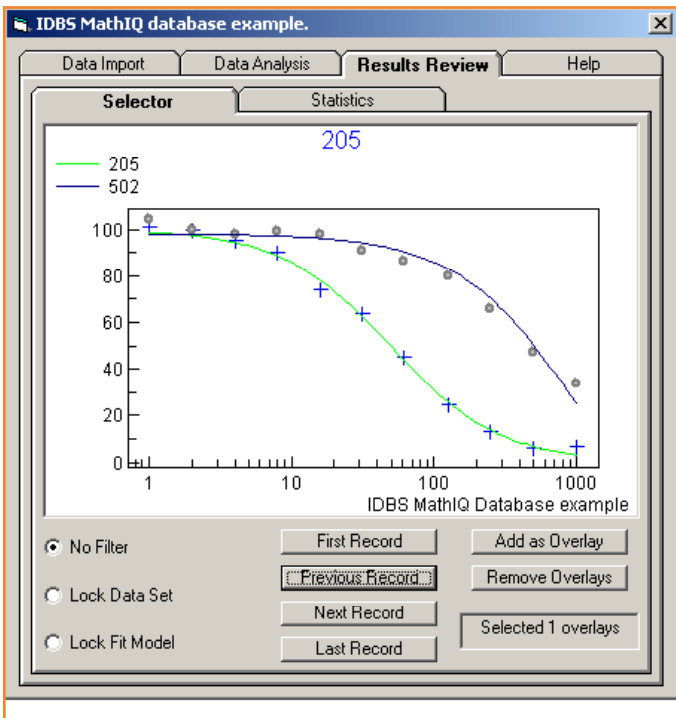 IDBS MathIQ database example.
Data Import Data Analysis Results Review Help
Selector Statistics
205
205
502
100
80
60
40
20
0
1 10 100 1000
IDBS MathIQ Database example
No Filter
Lock Data Set
Lock Fit Model
First Record
Previous Record
Next Record
Last Record
Add as Overlay
Remove Overlays
Selected 1 overlays